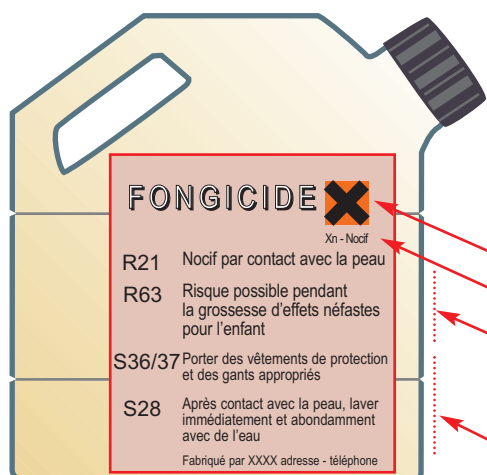 FONGICIDE
Xn - Nocif
R21 Nocif par contact avec la peau
R63 Risque possible pendant
la grossesse d'effets néfastes
pour l'enfant
S36/37 Porter des vêtements de protection
et des gants appropriés
S28 Après contact avec la peau, laver
immédiatement et abondamment
avec de l'eau
Fabriqué par XXXX adresse - téléphone